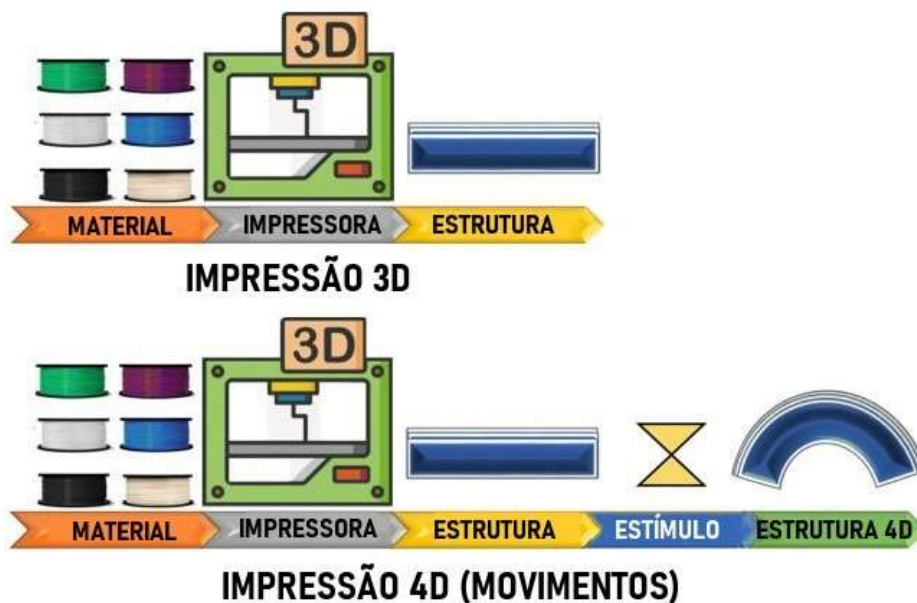 3D
MATERIAL IMPRESSORA ESTRUTURA
IMPRESSÃO 3D
3D
MATERIAL IMPRESSORA ESTRUTURA ESTÍMULO ESTRUTURA 4D
IMPRESSÃO 4D (MOVIMENTOS)